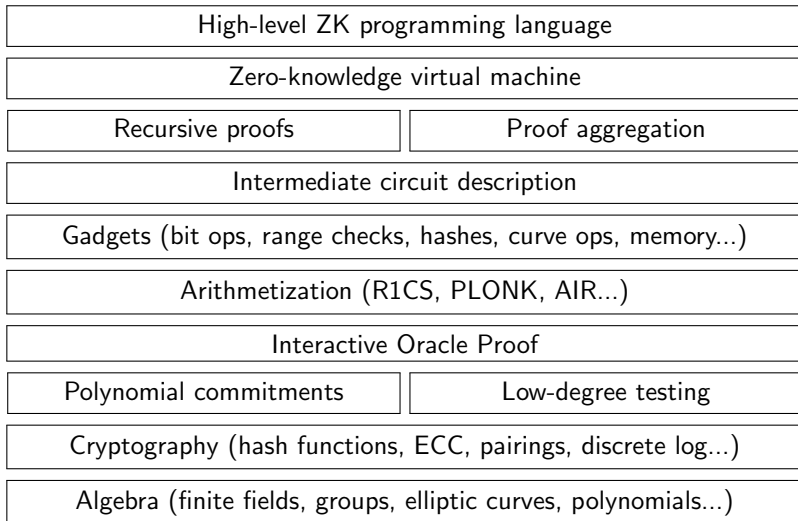 High-level ZK programming language
Zero-knowledge virtual machine
Recursive proofs
Proof aggregation
Intermediate circuit description
Gadgets (bit ops, range checks, hashes, curve ops, memory...)
Arithmetization (R1CS, PLONK, AIR...)
Interactive Oracle Proof
Polynomial commitments
Low-degree testing
Cryptography (hash functions, ECC, pairings, discrete log...)
Algebra (finite fields, groups, elliptic curves, polynomials...)